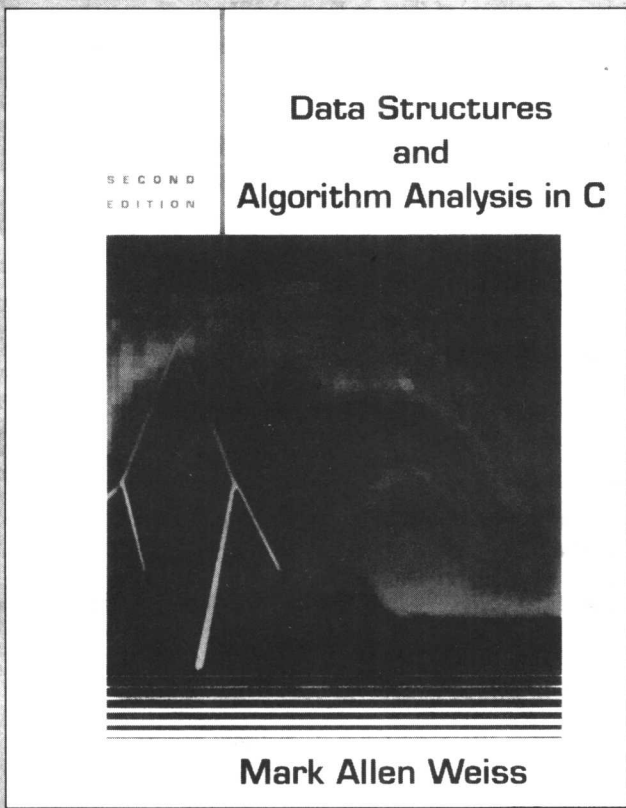 Data Structures
and
Algorithm Analysis in C
SECOND
EDITION
Mark Allen Weiss